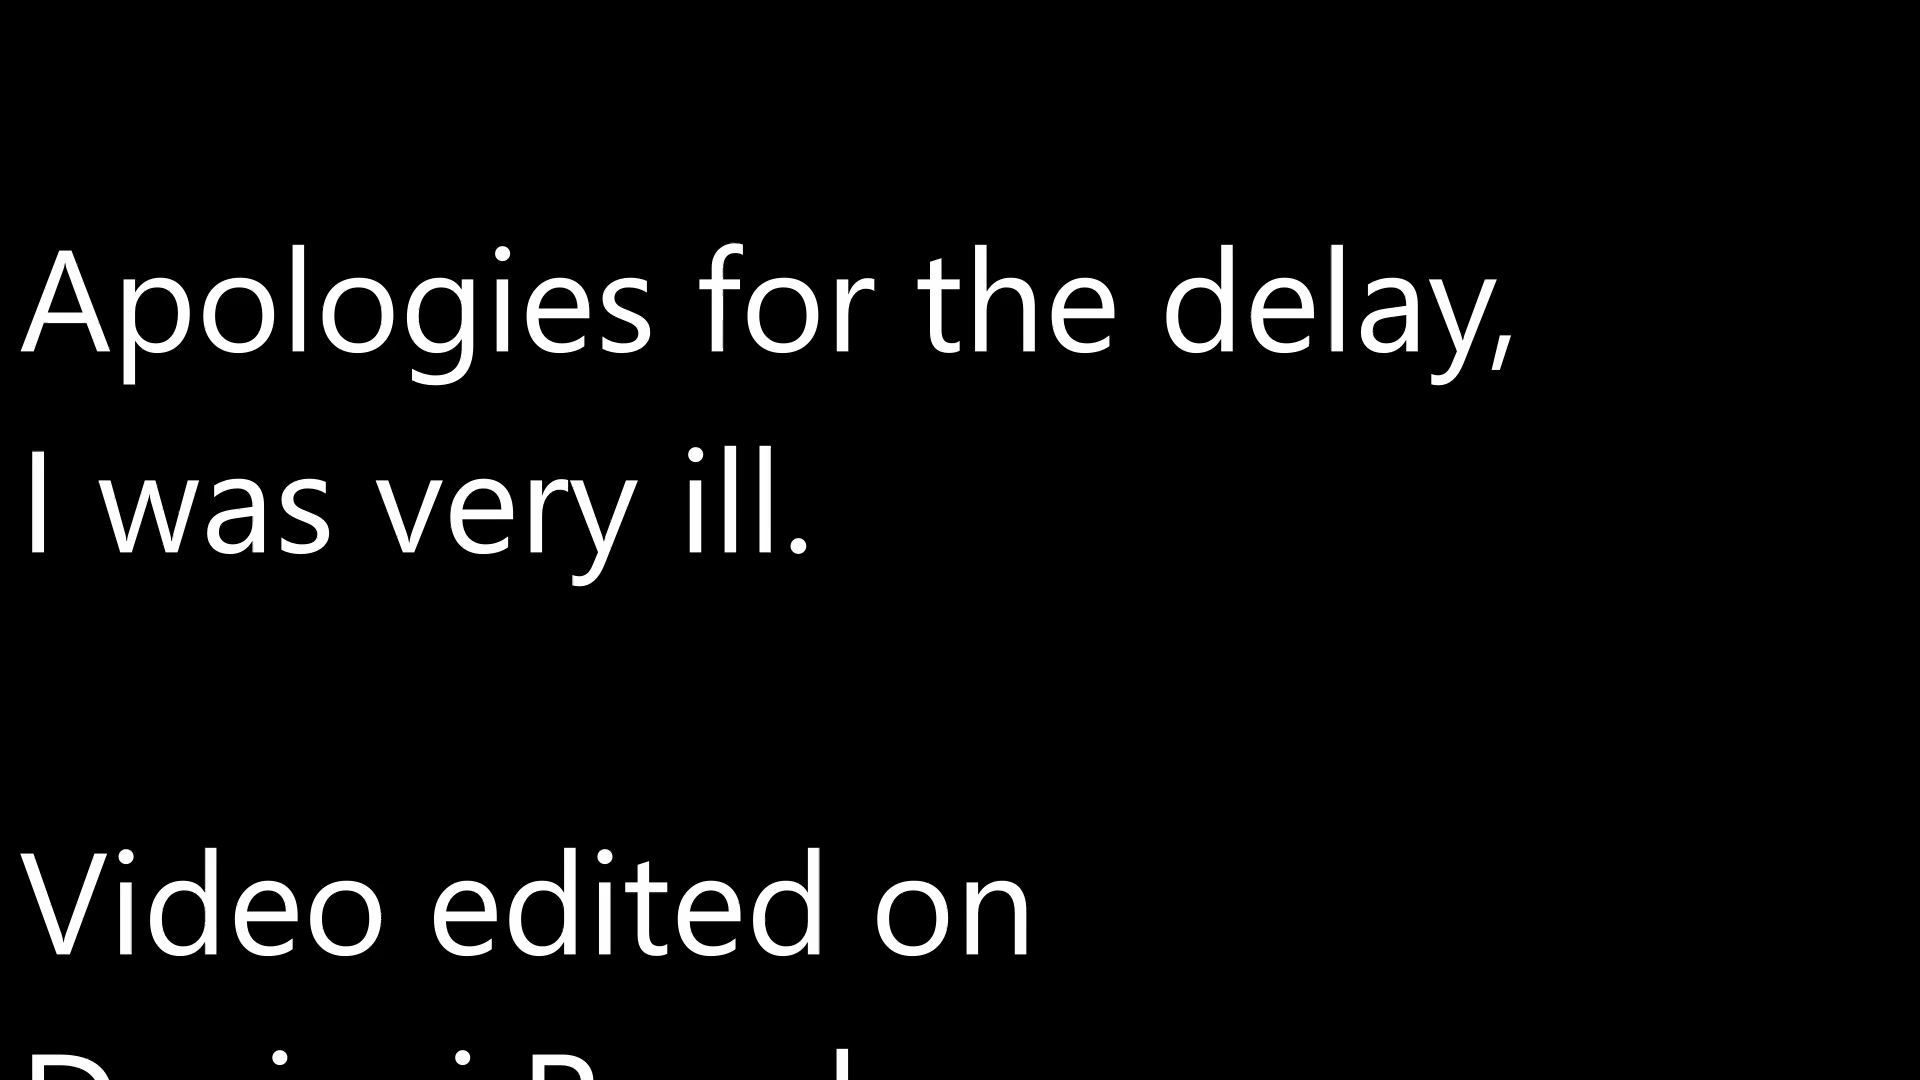 Apologies for the delay,
I was very ill.
Video edited on